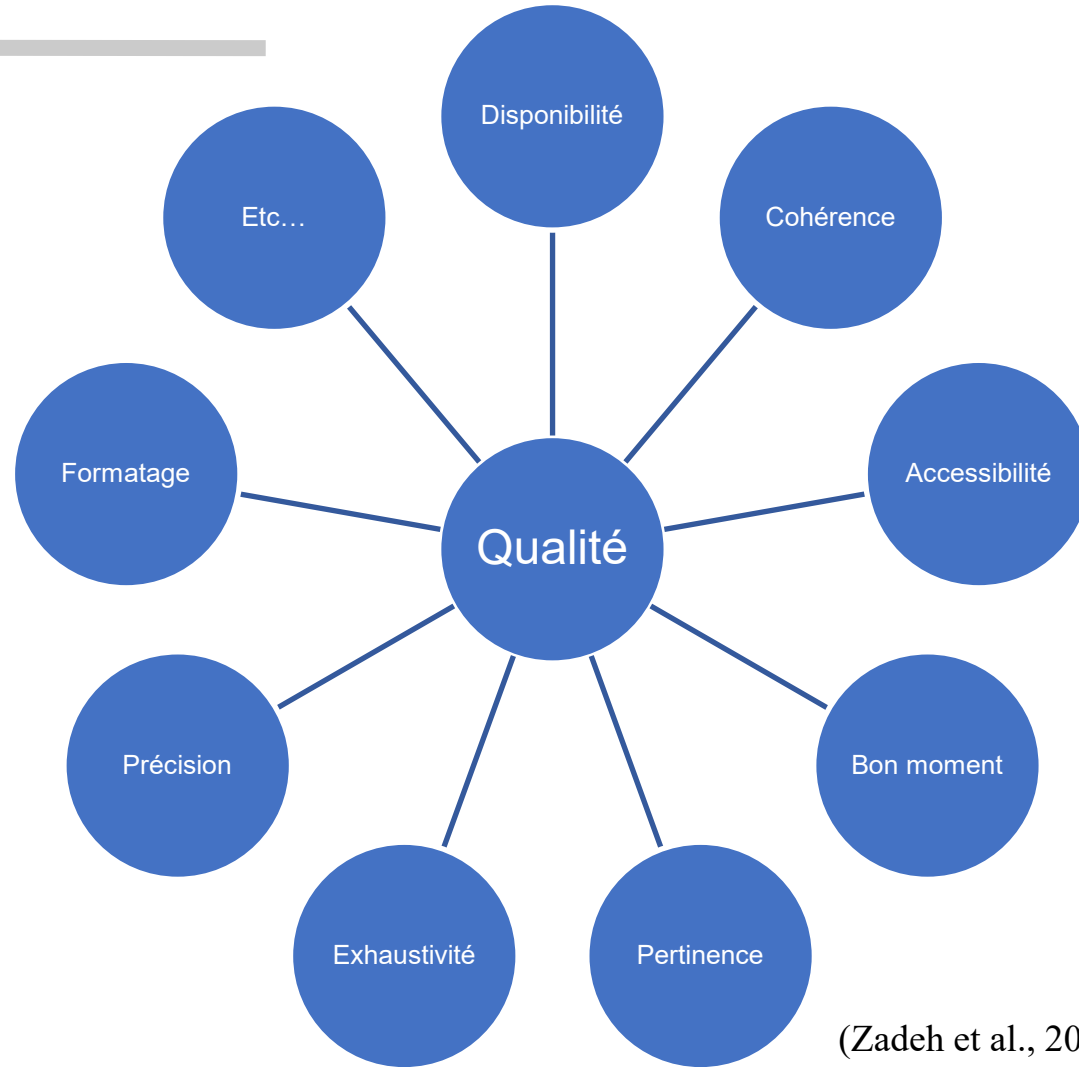 Disponibilité
Etc…
Cohérence
Formatage
Accessibilité
Qualité
Précision
Bon moment
Exhaustivité
Pertinence
(Zadeh et al., 20